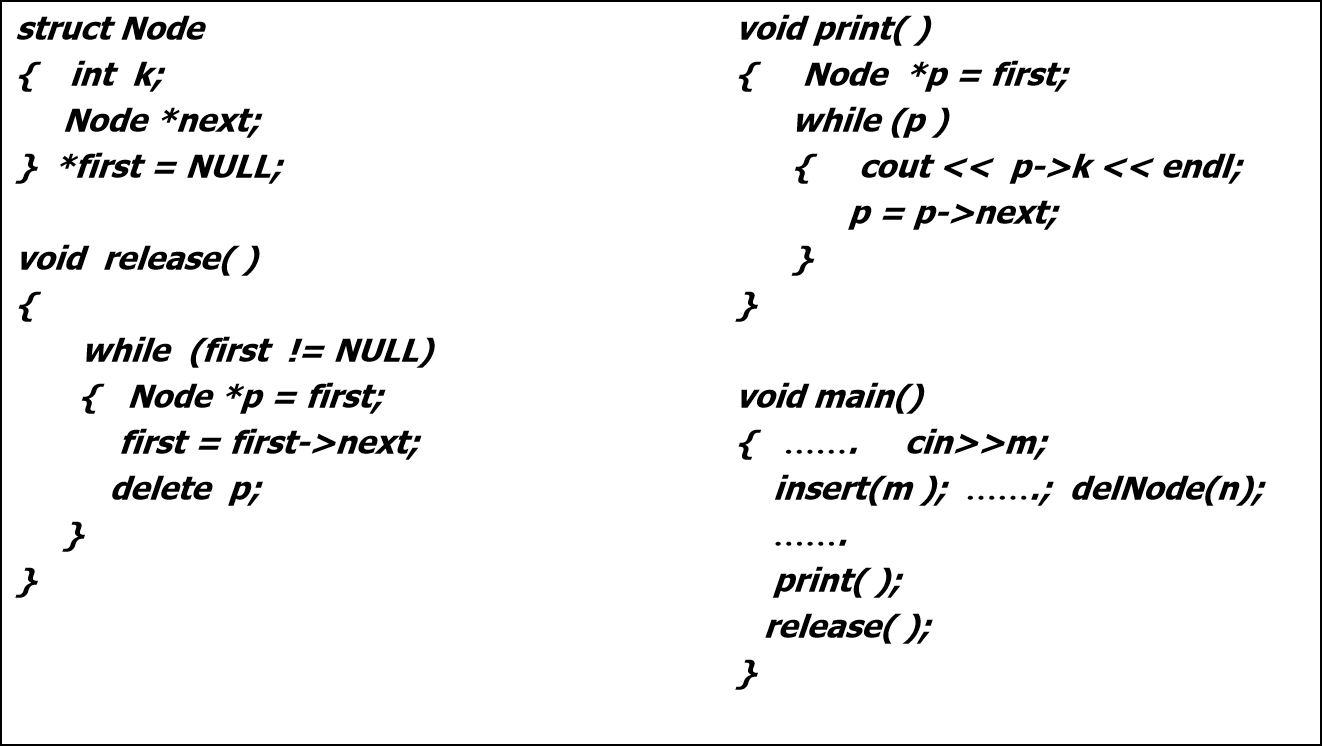 struct Node
{ int k;
Node *next;
} *first = NULL;
void release( )
{
while (first != NULL)
{ Node *p = first;
first = first->next;
delete p;
}
}
void print( )
{ Node *p = first;
while (p )
{ cout << p->k << endl;
p = p->next;
}
}
void main()
{ ……. cin>>m;
insert(m ); …….; delNode(n);
…….
print( );
release( );
}